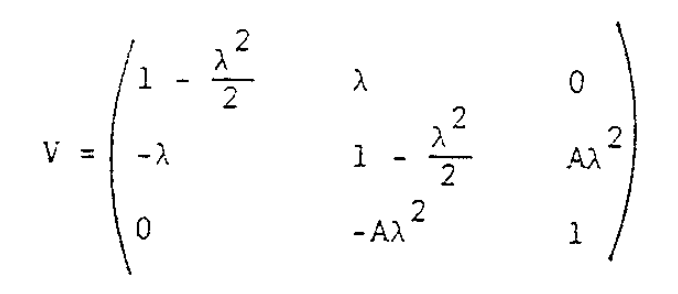 1 - λ²/2 λ 0
V = -λ 1 - λ²/2 Aλ²
0 -Aλ² 1